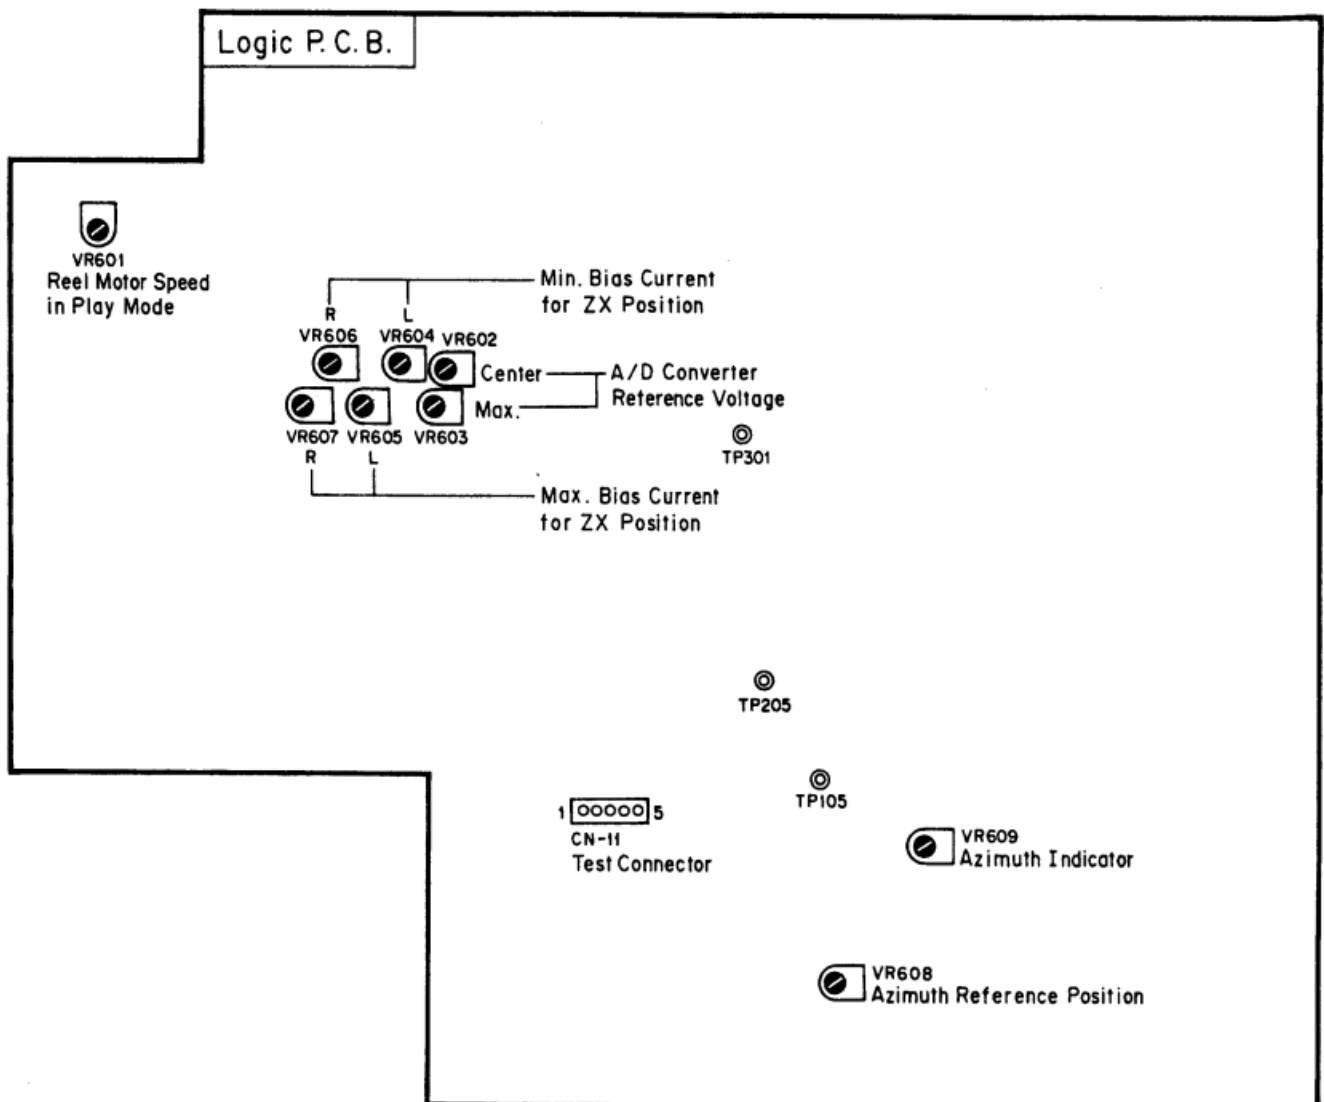 Logic P. C. B.
VR601
Reel Motor Speed
in Play Mode
Min. Bias Current
for ZX Position
R L
VR606 VR604 VR602
Center
A/D Converter
Reference Voltage
Max.
VR607 VR605 VR603
R L
TP301
Max. Bias Current
for ZX Position
TP205
TP105
1 5
CN-11
Test Connector
VR609
Azimuth Indicator
VR608
Azimuth Reference Position